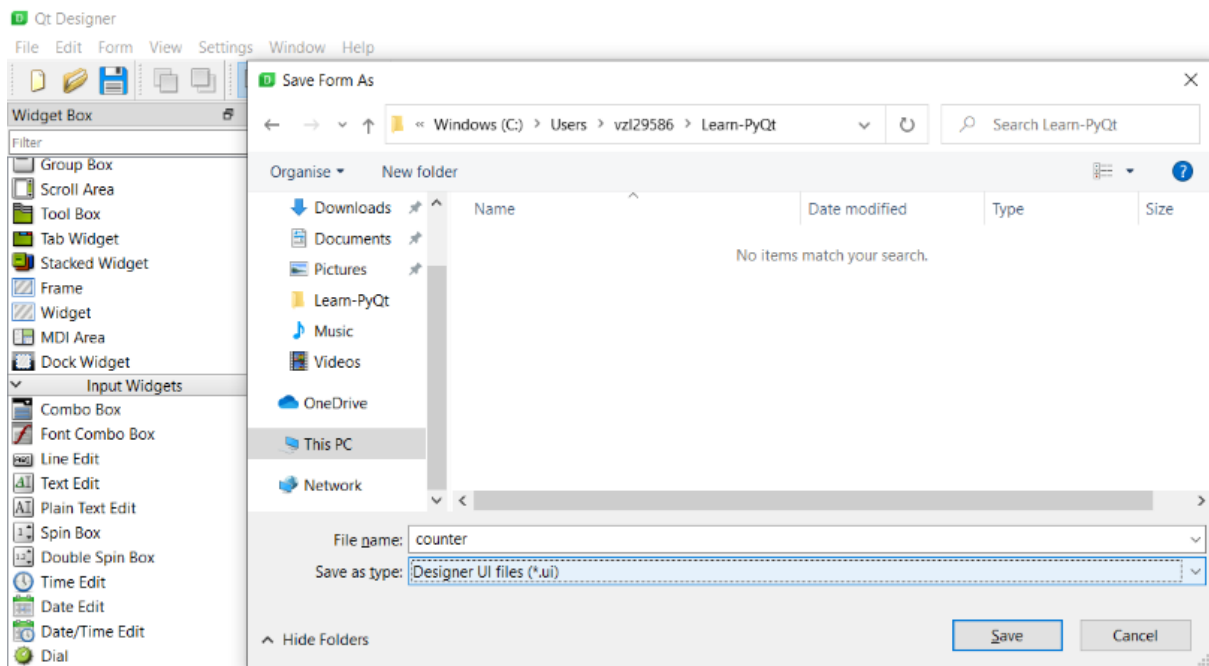 Qt Designer
File Edit Form View Settings Window Help
Save Form As
Widget Box
Filter
Group Box
Scroll Area
Tool Box
Tab Widget
Stacked Widget
Frame
Widget
MDI Area
Dock Widget
Input Widgets
Combo Box
Font Combo Box
Line Edit
Text Edit
Plain Text Edit
Spin Box
Double Spin Box
Time Edit
Date Edit
Date/Time Edit
Dial
« Windows (C:) > Users > vzl29586 > Learn-PyQt
Search Learn-PyQt
Organise New folder
Downloads
Documents
Pictures
Learn-PyQt
Music
Videos
OneDrive
This PC
Network
Name Date modified Type Size
No items match your search.
File name: counter
Save as type: Designer UI files (*.ui)
Hide Folders
Save Cancel